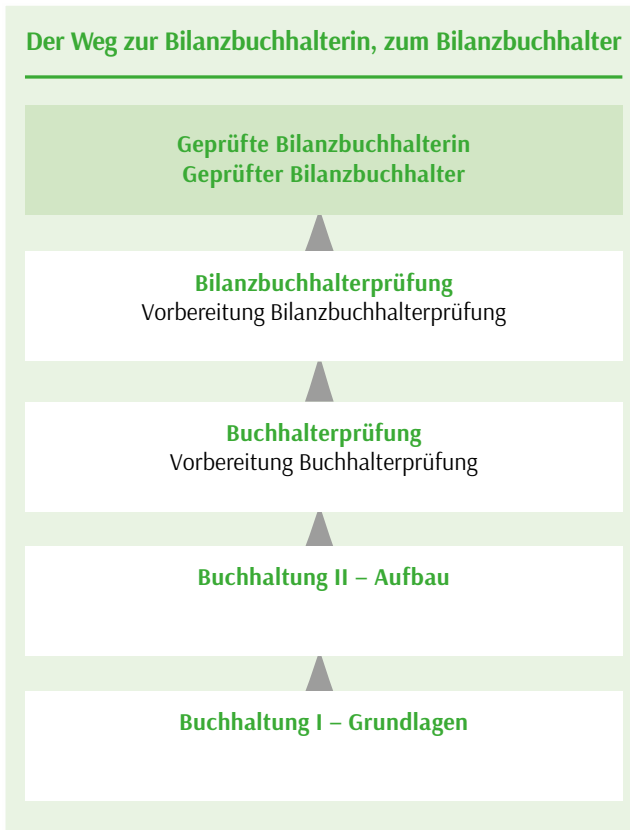 Der Weg zur Bilanzbuchhalterin, zum Bilanzbuchhalter
Geprüfte Bilanzbuchhalterin
Geprüfter Bilanzbuchhalter
Bilanzbuchhalterprüfung
Vorbereitung Bilanzbuchhalterprüfung
Buchhalterprüfung
Vorbereitung Buchhalterprüfung
Buchhaltung II – Aufbau
Buchhaltung I – Grundlagen